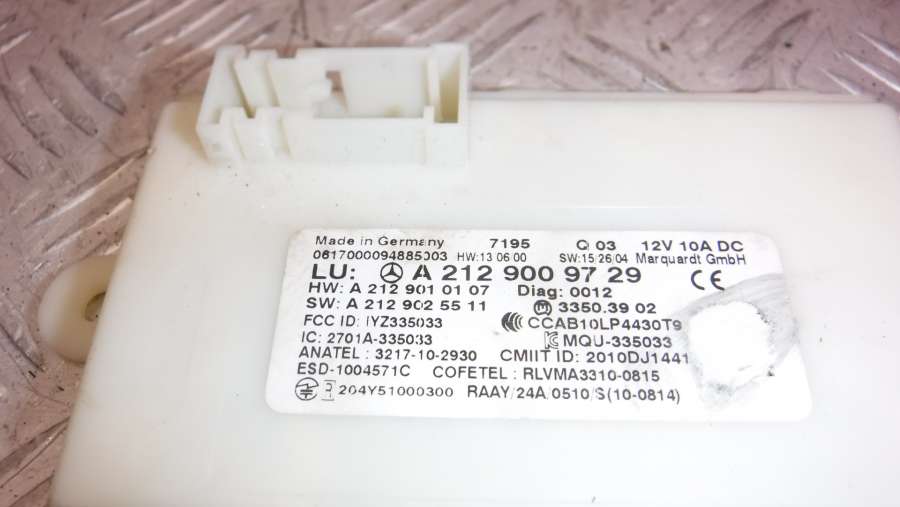 Made in Germany 7195 Q 03 12V 10A DC
0617000094885003 HW:13 06 00 SW:15/26/04 Marquardt GmbH
LU: A 212 900 97 29 CE
HW: A 212 901 01 07 Diag: 0012
SW: A 212 902 55 11 3350.39 02
FCC ID: IYZ335033 CCAB10LP4430T9
IC: 2701A-335033 MQU-335033
ANATEL: 3217-10-2930 CMIIT ID: 2010DJ1441
ESD-1004571C COFETEL: RLVMA3310-0815
204Y51000300 RAAY/24A/0510/S(10-0814)